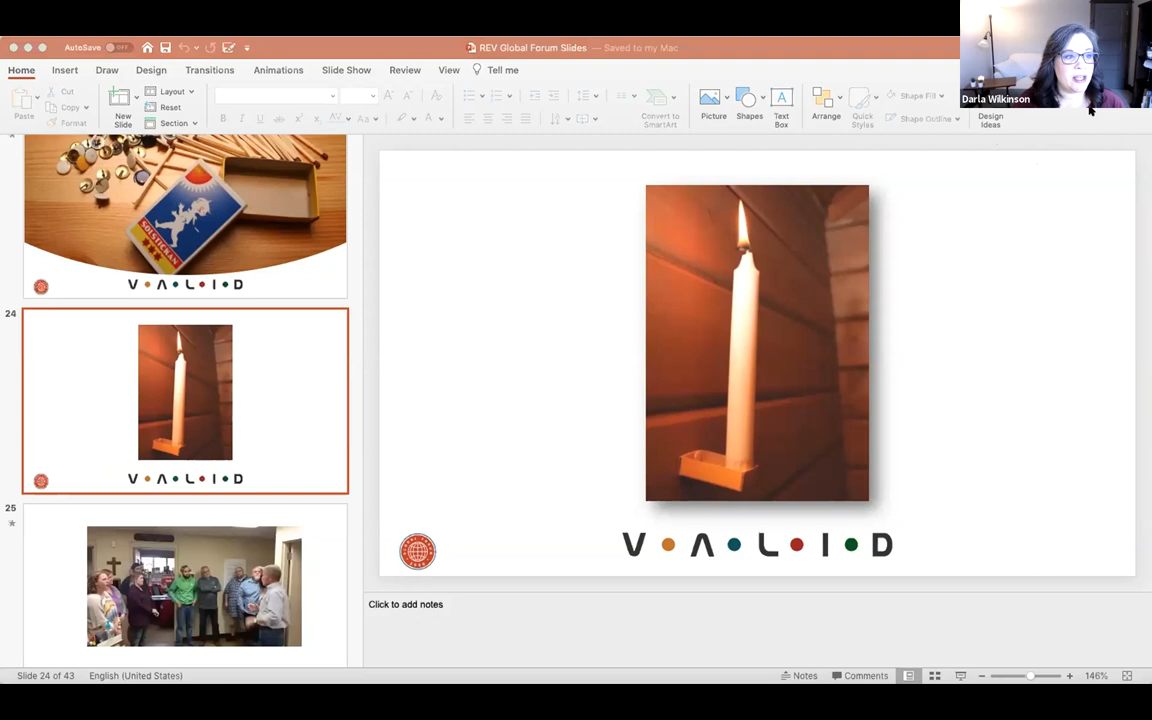 AutoSave OFF
REV Global Forum Slides — Saved to my Mac
Home Insert Draw Design Transitions Animations Slide Show Review View Tell me
Darla Wilkinson
Paste
Cut
Copy
Format
New Slide
Layout
Reset
Section
Convert to SmartArt
Picture
Shapes
Text Box
Arrange
Quick Styles
Shape Fill
Shape Outline
Design Ideas
SOLSTICKAN
VALID
24
VALID
25
VALID
Click to add notes
Slide 24 of 43 English (United States) Notes Comments 146%